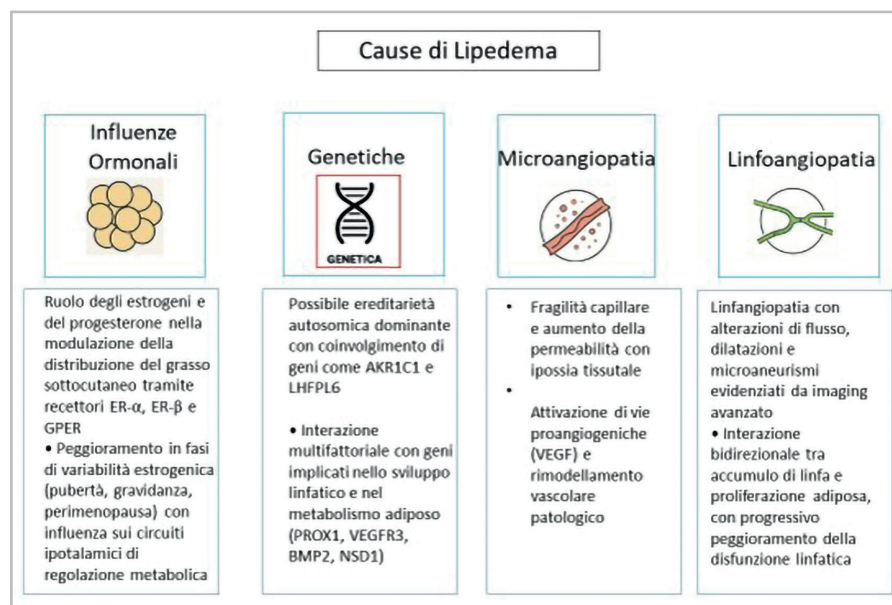 Cause di Lipedema
Influenze
Ormonali
Ruolo degli estrogeni e
del progesterone nella
modulazione della
distribuzione del grasso
sottocutaneo tramite
recettori ER-α, ER-β e
GPER
• Peggioramento in fasi
di variabilità estrogenica
(pubertà, gravidanza,
perimenopausa) con
influenza sui circuiti
ipotalamici di
regolazione metabolica
Genetiche
GENETICA
Possibile ereditarietà
autosomica dominante
con coinvolgimento di
geni come AKR1C1 e
LHFPL6
• Interazione
multifattoriale con geni
implicati nello sviluppo
linfatico e nel
metabolismo adiposo
(PROX1, VEGFR3,
BMP2, NSD1)
Microangiopatia
• Fragilità capillare
e aumento della
permeabilità con
ipossia tissutale
•
Attivazione di vie
proangiogeniche
(VEGF) e
rimodellamento
vascolare
patologico
Linfoangiopatia
Linfangiopatia con
alterazioni di flusso,
dilatazioni e
microaneurismi
evidenziati da imaging
avanzato
• Interazione
bidirezionale tra
accumulo di linfa e
proliferazione adiposa,
con progressivo
peggioramento della
disfunzione linfatica